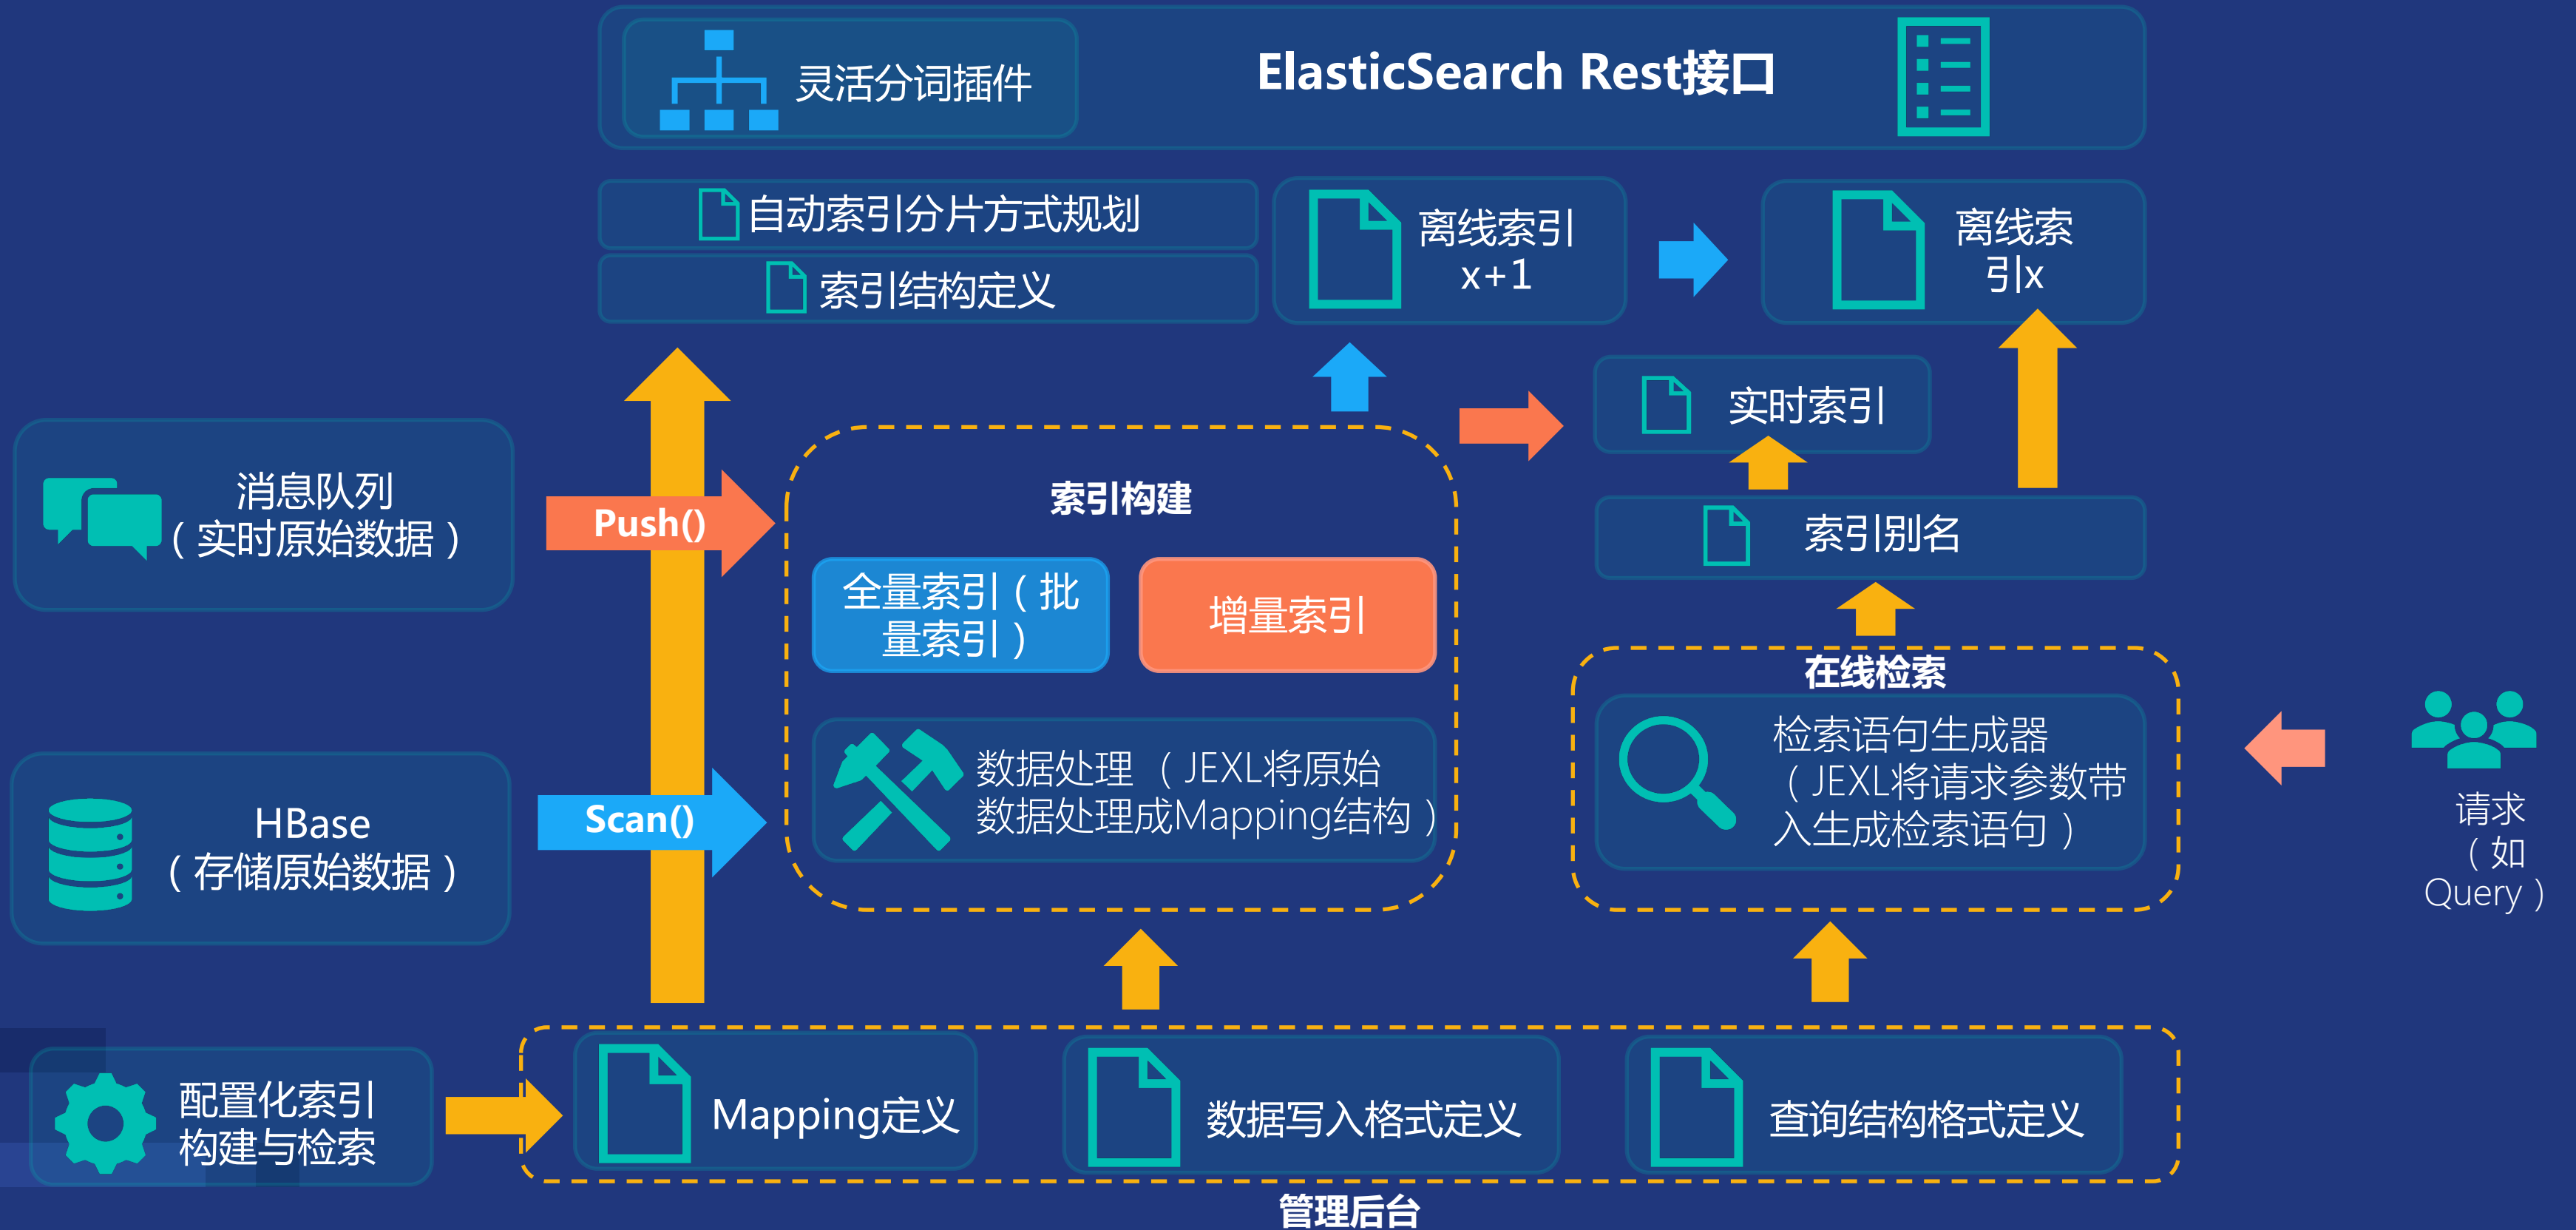 灵活分词插件
ElasticSearch Rest接口
自动索引分片方式规划
索引结构定义
离线索引
x+1
离线索
引x
实时索引
消息队列
（实时原始数据）
Push()
索引构建
全量索引（批
量索引）
增量索引
索引别名
在线检索
检索语句生成器
（JEXL将请求参数带
入生成检索语句）
数据处理（JEXL将原始
数据处理成Mapping结构）
HBase
（存储原始数据）
Scan()
请求
（如
Query）
配置化索引
构建与检索
Mapping定义
数据写入格式定义
查询结构格式定义
管理后台